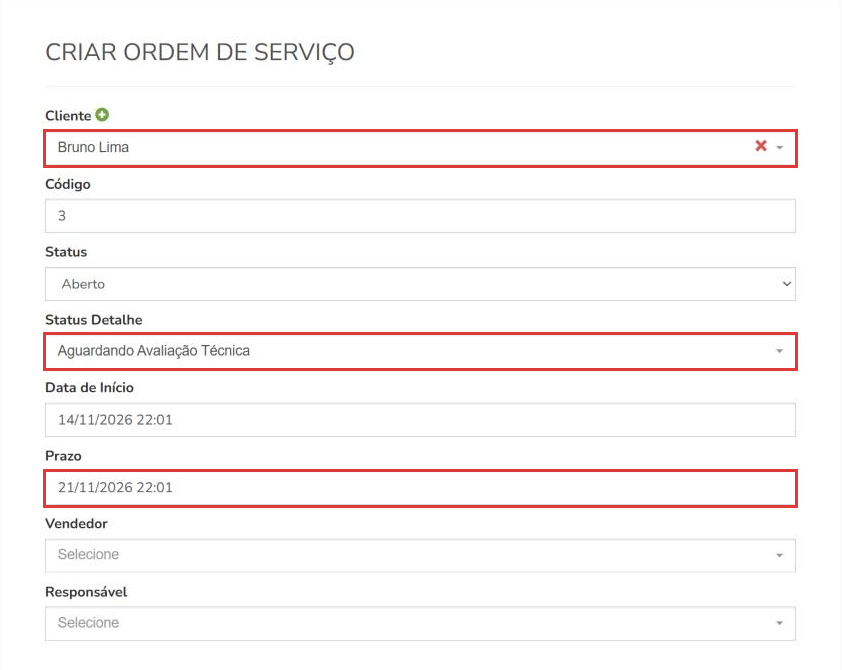 CRIAR ORDEM DE SERVIÇO
Cliente
Bruno Lima
Código
3
Status
Aberto
Status Detalhe
Aguardando Avaliação Técnica
Data de Início
14/11/2026 22:01
Prazo
21/11/2026 22:01
Vendedor
Selecione
Responsável
Selecione